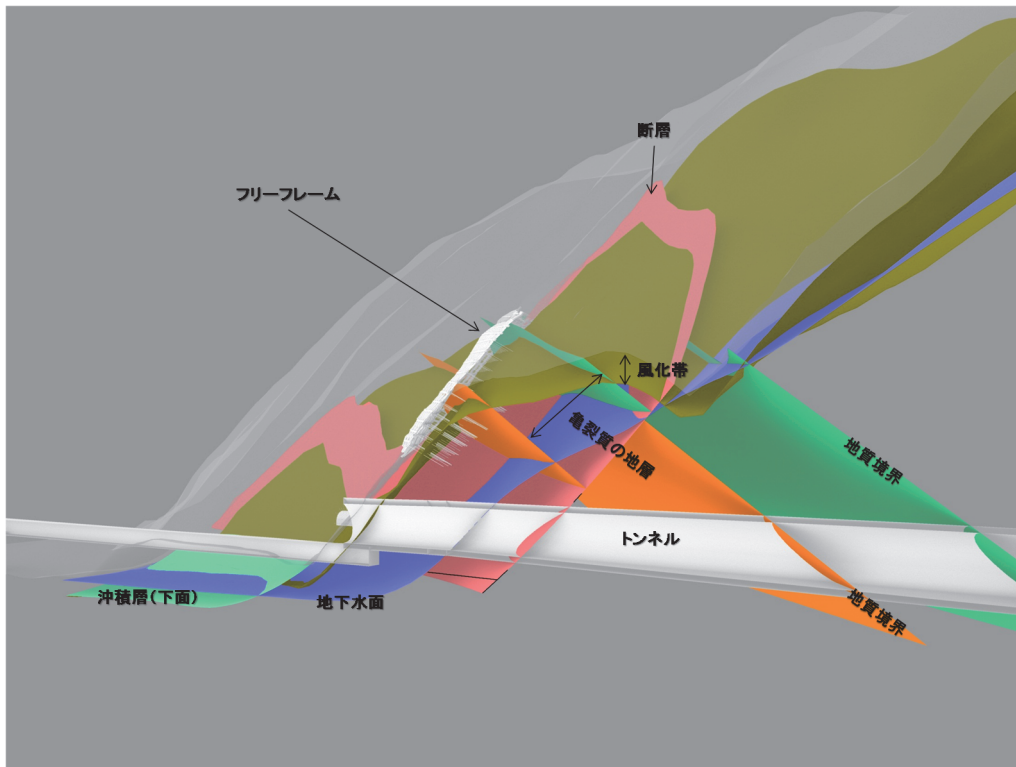 断層
フリーフレーム
風化帯
亀裂質の地層
地質境界
トンネル
沖積層(下面)
地下水面
地質境界